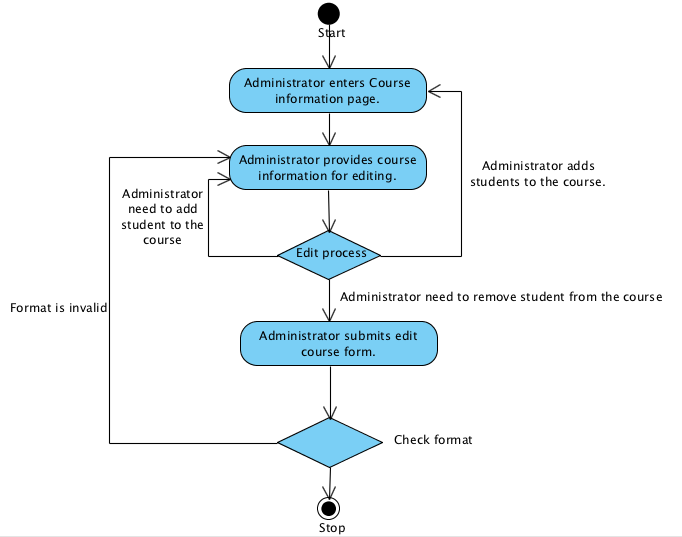 Start
Administrator enters Course
information page.
Administrator provides course
information for editing.
Administrator adds
students to the course.
Administrator
need to add
student to the
course
Edit process
Administrator need to remove student from the course
Format is invalid
Administrator submits edit
course form.
Check format
Stop